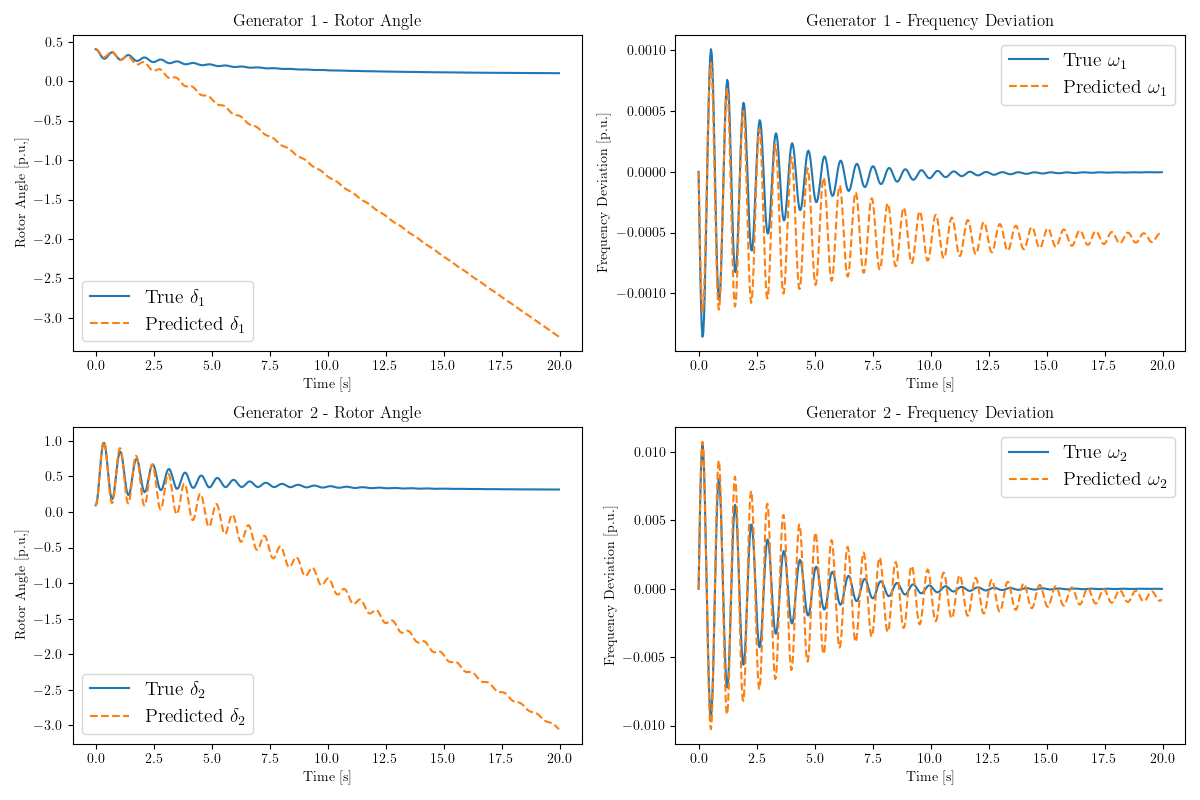 Generator 1 - Rotor Angle
0.5
0.0
−0.5
−1.0
−1.5
−2.0
−2.5
−3.0
Rotor Angle [p.u.]
True δ₁
Predicted δ₁
0.0 2.5 5.0 7.5 10.0 12.5 15.0 17.5 20.0
Time [s]
Generator 1 - Frequency Deviation
0.0010
0.0005
0.0000
−0.0005
−0.0010
Frequency Deviation [p.u.]
True ω₁
Predicted ω₁
0.0 2.5 5.0 7.5 10.0 12.5 15.0 17.5 20.0
Time [s]
Generator 2 - Rotor Angle
1.0
0.5
0.0
−0.5
−1.0
−1.5
−2.0
−2.5
−3.0
Rotor Angle [p.u.]
True δ₂
Predicted δ₂
0.0 2.5 5.0 7.5 10.0 12.5 15.0 17.5 20.0
Time [s]
Generator 2 - Frequency Deviation
0.010
0.005
0.000
−0.005
−0.010
Frequency Deviation [p.u.]
True ω₂
Predicted ω₂
0.0 2.5 5.0 7.5 10.0 12.5 15.0 17.5 20.0
Time [s]